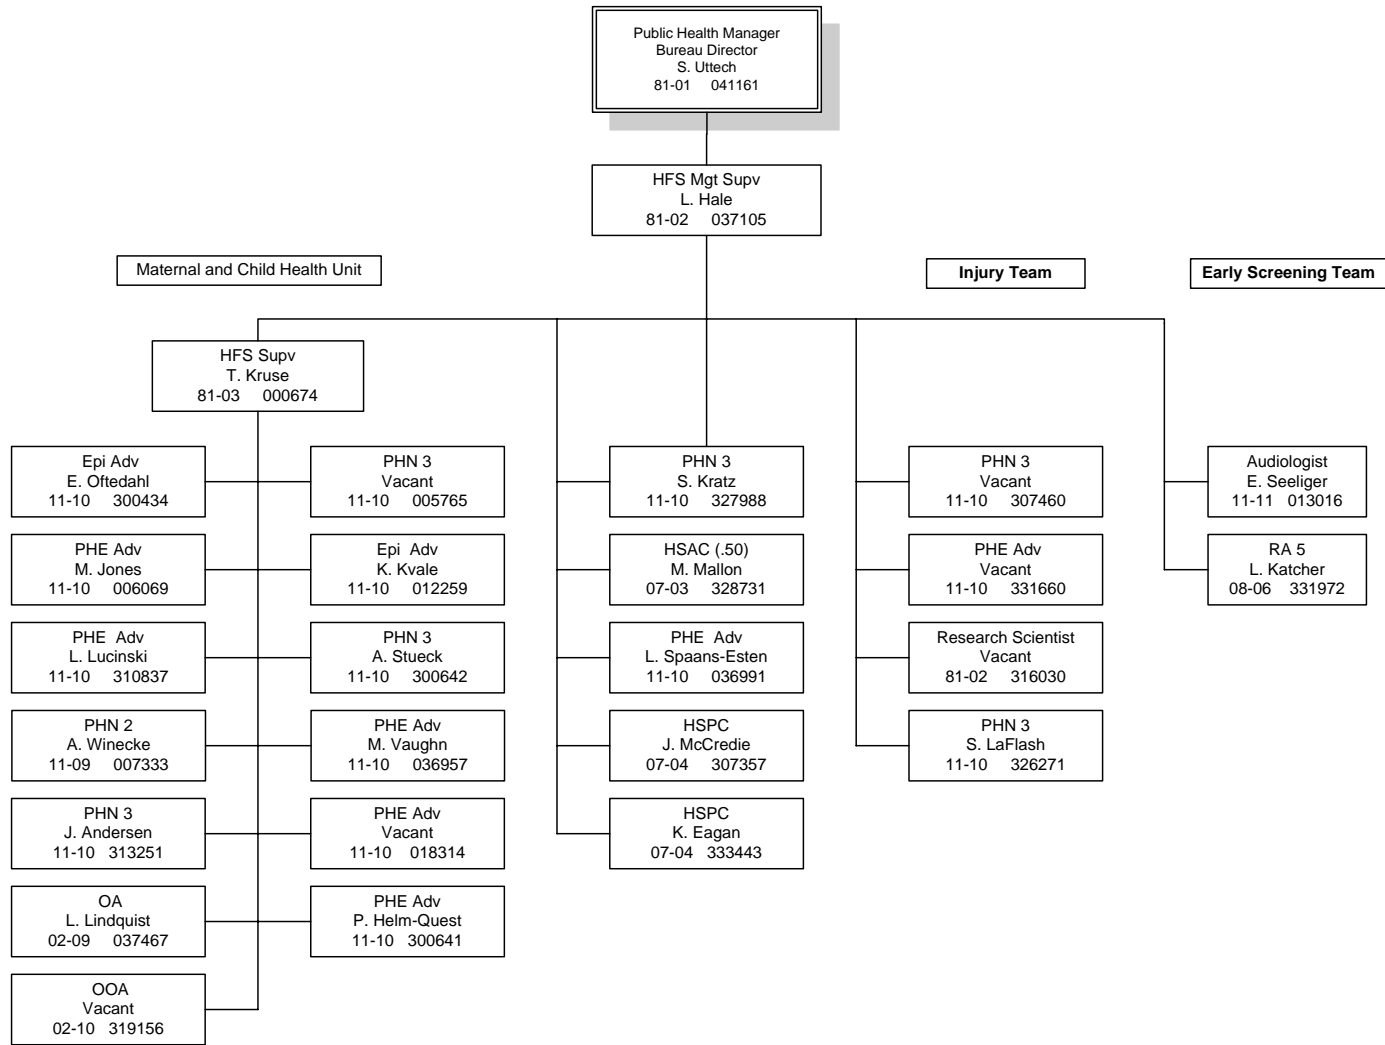 Public Health Manager
Bureau Director
S. Uttech
81-01 041161
HFS Mgt Supv
L. Hale
81-02 037105
Maternal and Child Health Unit
Injury Team
Early Screening Team
HFS Supv
T. Kruse
81-03 000674
Epi Adv
E. Oftedahl
11-10 300434
PHN 3
Vacant
11-10 005765
PHN 3
S. Kratz
11-10 327988
PHN 3
Vacant
11-10 307460
Audiologist
E. Seeliger
11-11 013016
PHE Adv
M. Jones
11-10 006069
Epi Adv
K. Kvale
11-10 012259
HSAC (.50)
M. Mallon
07-03 328731
PHE Adv
Vacant
11-10 331660
RA 5
L. Katcher
08-06 331972
PHE Adv
L. Lucinski
11-10 310837
PHN 3
A. Stueck
11-10 300642
PHE Adv
L. Spaans-Esten
11-10 036991
Research Scientist
Vacant
81-02 316030
PHN 2
A. Winecke
11-09 007333
PHE Adv
M. Vaughn
11-10 036957
HSPC
J. McCredie
07-04 307357
PHN 3
S. LaFlash
11-10 326271
PHN 3
J. Andersen
11-10 313251
PHE Adv
Vacant
11-10 018314
HSPC
K. Eagan
07-04 333443
OA
L. Lindquist
02-09 037467
PHE Adv
P. Helm-Quest
11-10 300641
OOA
Vacant
02-10 319156